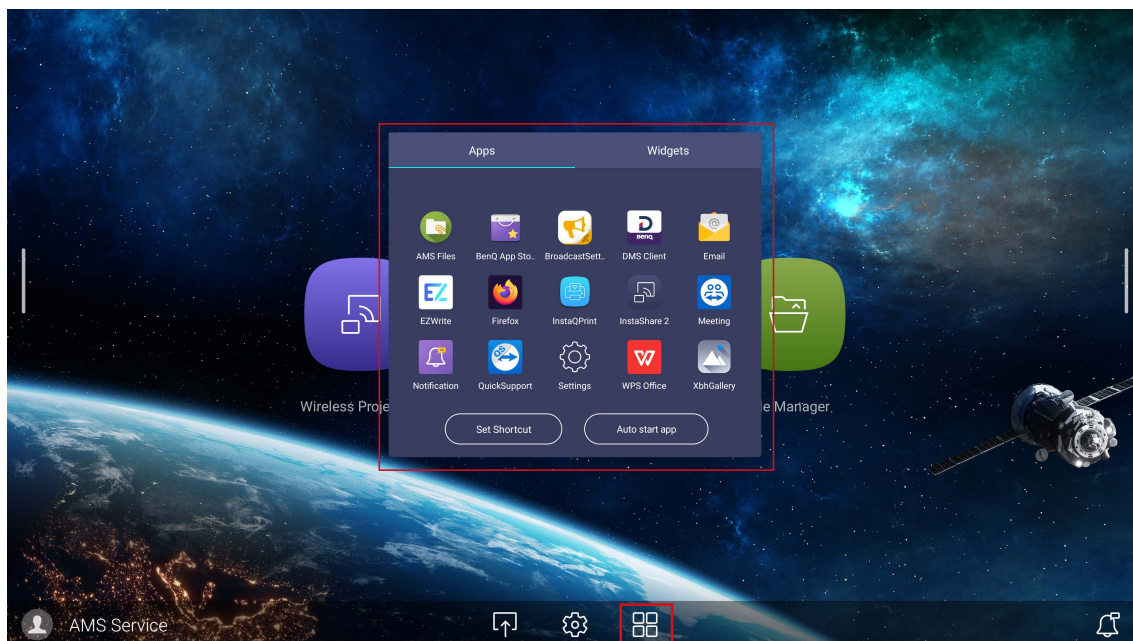 Apps Widgets
AMS Files BenQ App Sto.. BroadcastSett.. DMS Client Email
EZWrite Firefox InstaQPrint InstaShare 2 Meeting
Notification QuickSupport Settings WPS Office XbhGallery
Wireless Proje
le Manager
Set Shortcut Auto start app
AMS Service